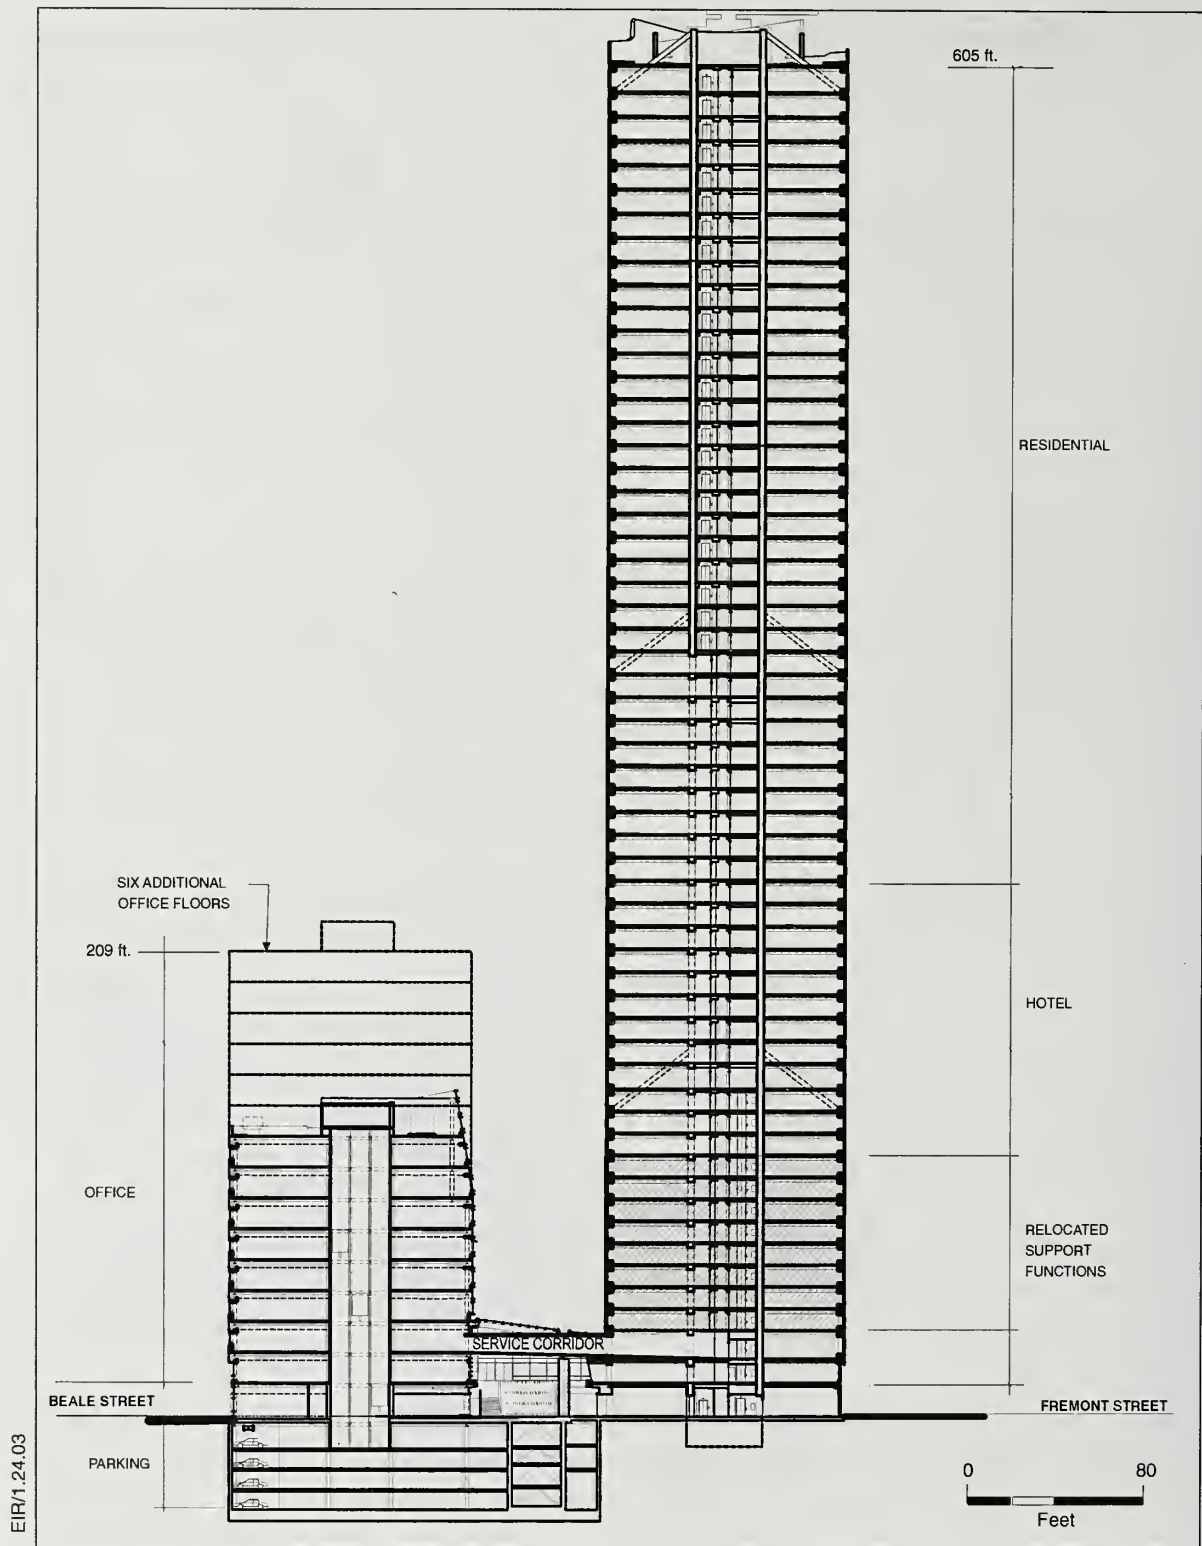 605 ft.
RESIDENTIAL
SIX ADDITIONAL
OFFICE FLOORS
209 ft.
HOTEL
OFFICE
RELOCATED
SUPPORT
FUNCTIONS
SERVICE CORRIDOR
BEALE STREET
FREMONT STREET
PARKING
0
80
Feet
EIR/1.24.03